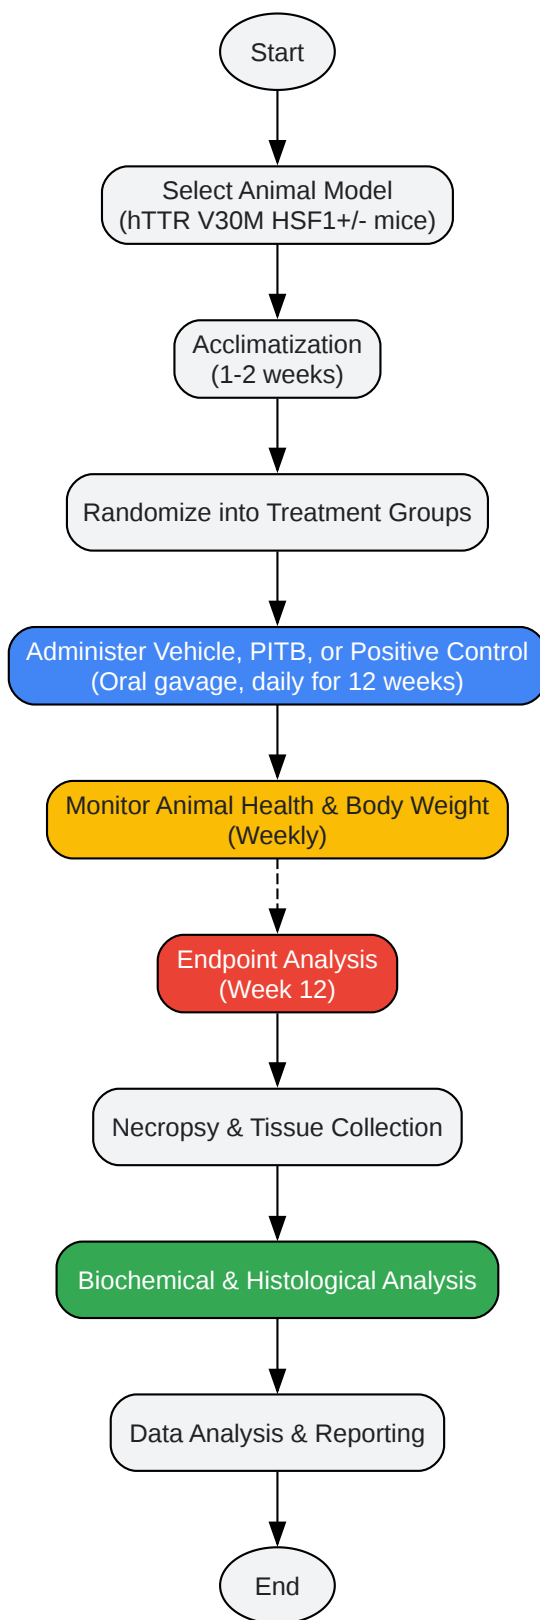 Start
Select Animal Model
(hTTR V30M HSF1+/- mice)
Acclimatization
(1-2 weeks)
Randomize into Treatment Groups
Administer Vehicle, PITB, or Positive Control
(Oral gavage, daily for 12 weeks)
Monitor Animal Health & Body Weight
(Weekly)
Endpoint Analysis
(Week 12)
Necropsy & Tissue Collection
Biochemical & Histological Analysis
Data Analysis & Reporting
End